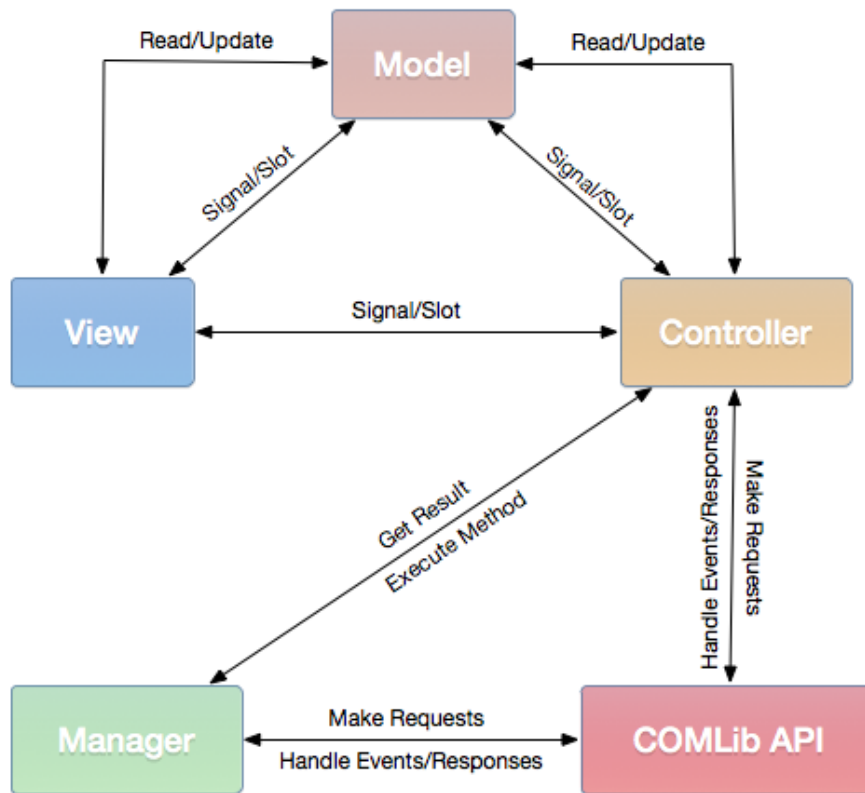 Read/Update
Read/Update
Model
Signal/Slot
Signal/Slot
View
Signal/Slot
Controller
Get Result
Execute Method
Handle Events/Responses
Make Requests
Manager
Make Requests
Handle Events/Responses
COMLib API